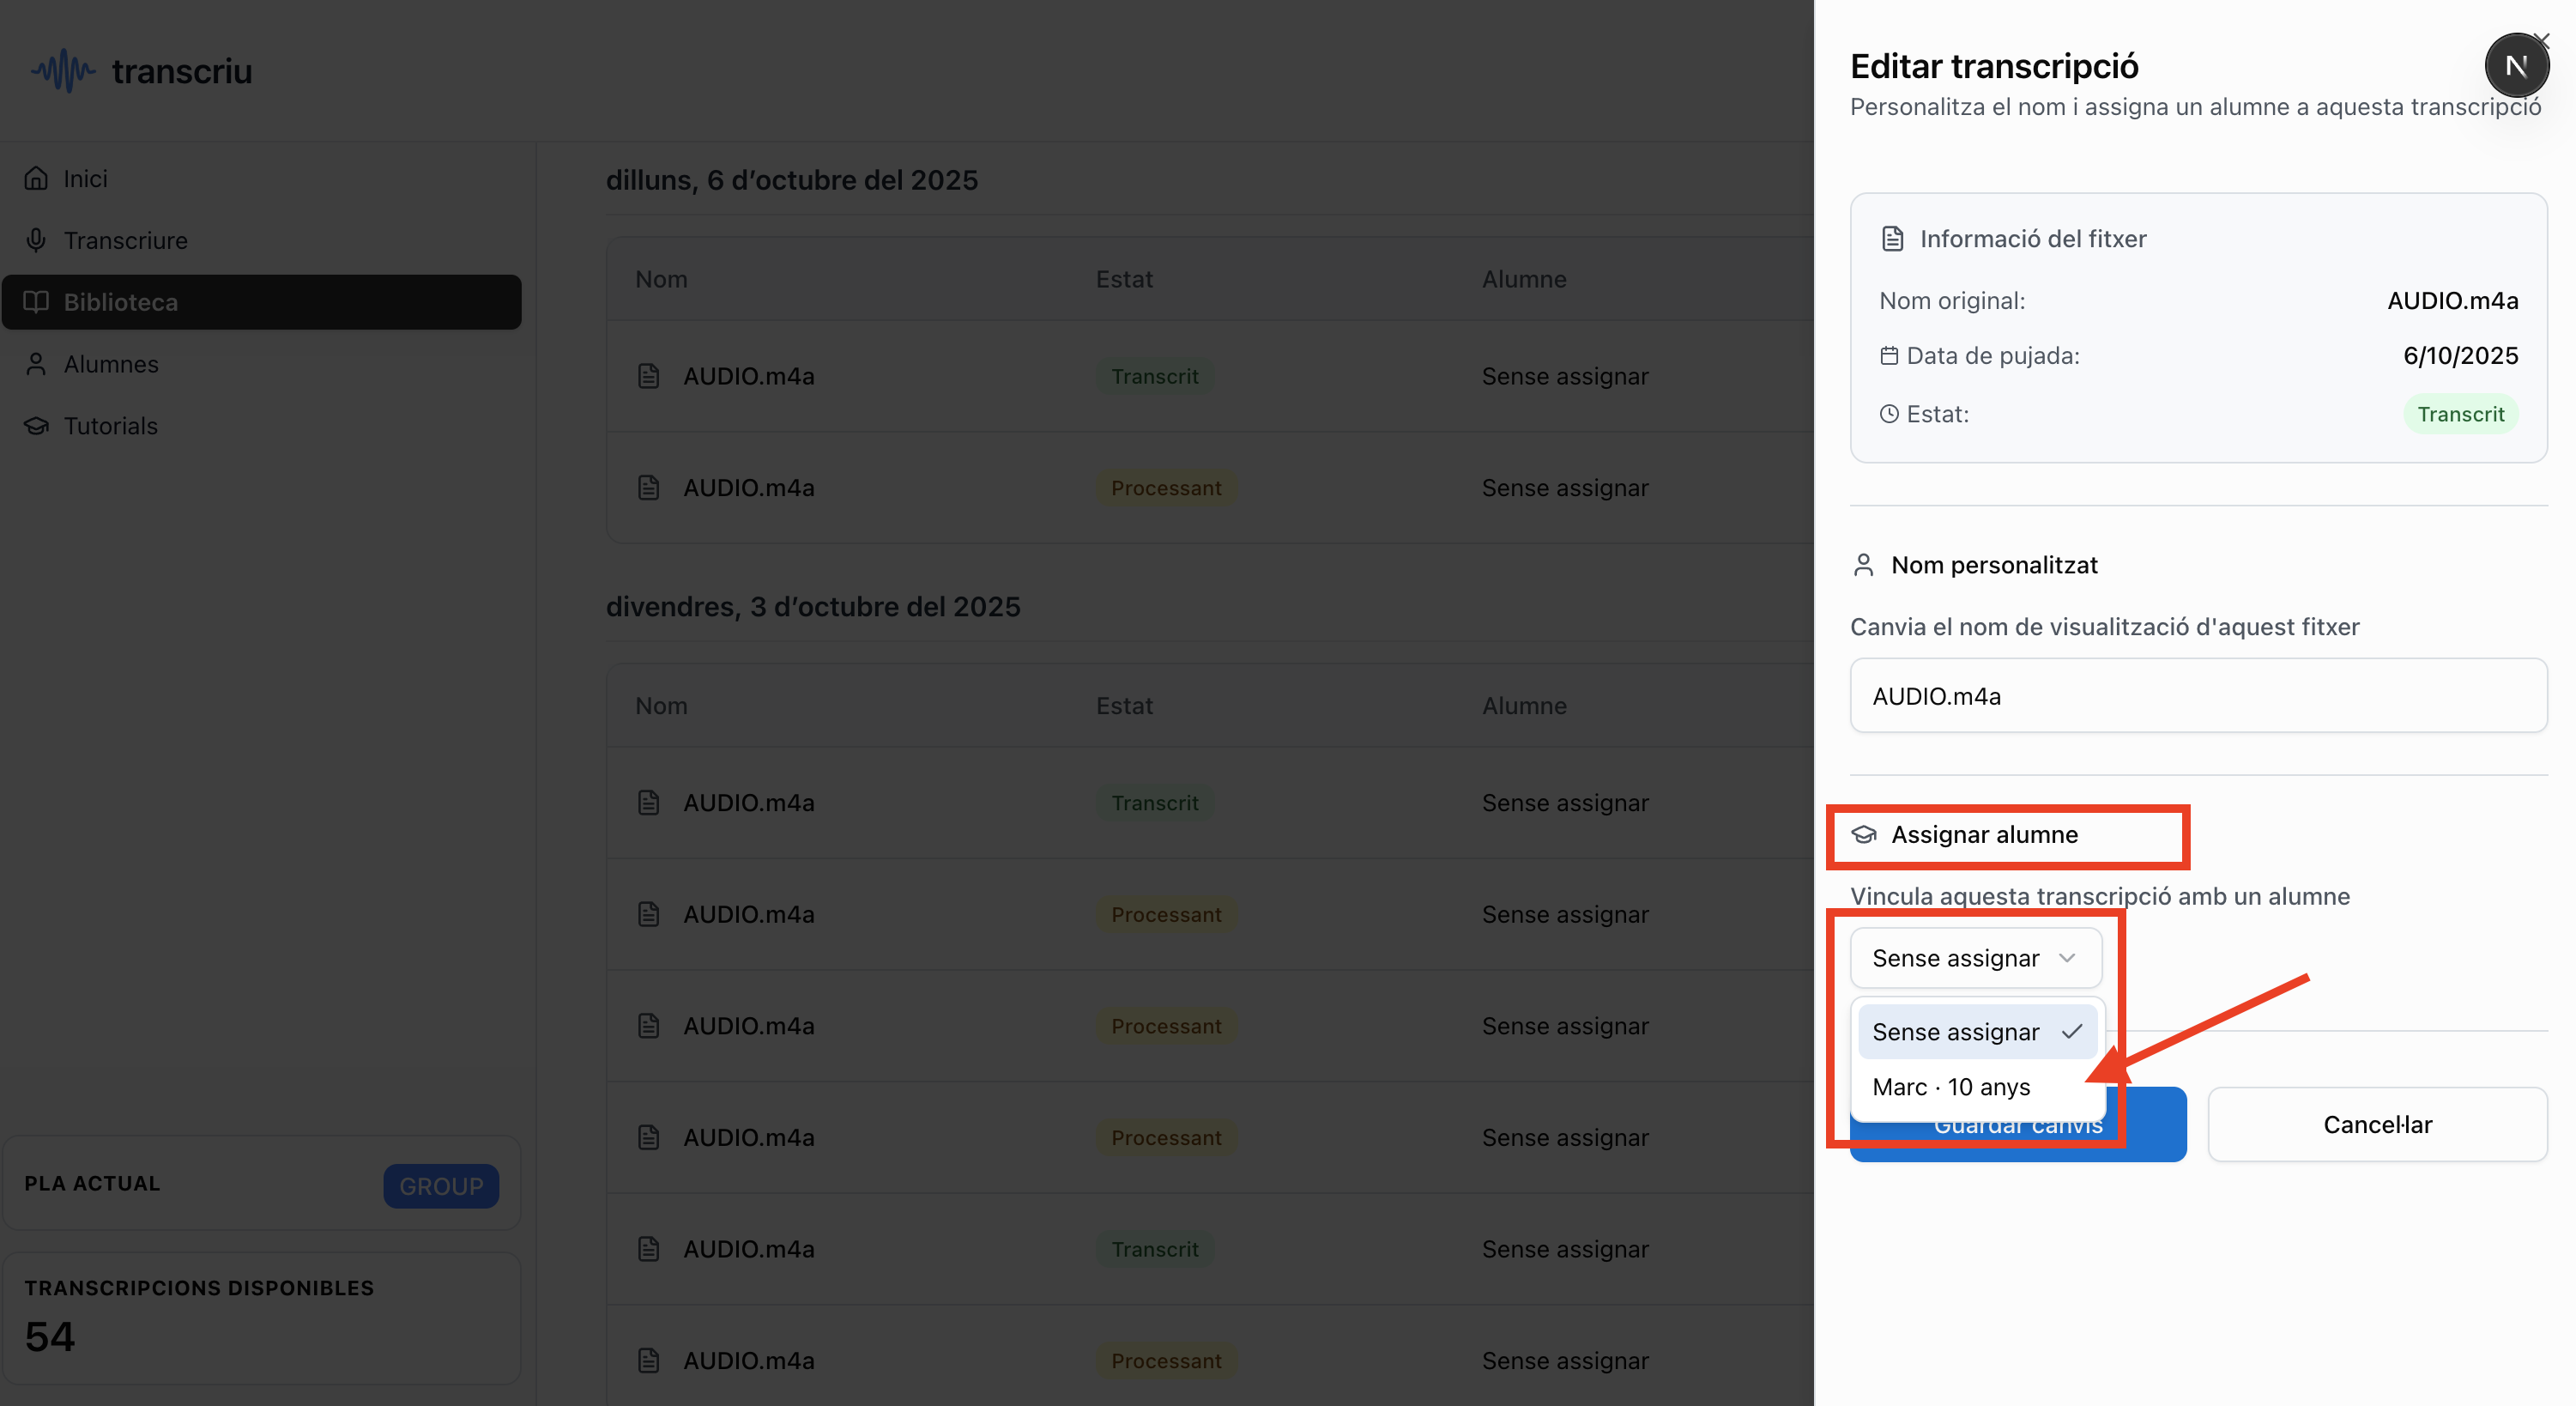 transcriu
Inici
Transcriure
Biblioteca
Alumnes
Tutorials
PLA ACTUAL
GROUP
TRANSCRIPCIONS DISPONIBLES
54
dilluns, 6 d’octubre del 2025
Nom Estat Alumne
AUDIO.m4a Transcrit Sense assignar
AUDIO.m4a Processant Sense assignar
divendres, 3 d’octubre del 2025
Nom Estat Alumne
AUDIO.m4a Transcrit Sense assignar
AUDIO.m4a Processant Sense assignar
AUDIO.m4a Processant Sense assignar
AUDIO.m4a Processant Sense assignar
AUDIO.m4a Transcrit Sense assignar
AUDIO.m4a Processant Sense assignar
Editar transcripció
N
Personalitza el nom i assigna un alumne a aquesta transcripció
Informació del fitxer
Nom original: AUDIO.m4a
Data de pujada: 6/10/2025
Estat: Transcrit
Nom personalitzat
Canvia el nom de visualització d'aquest fitxer
AUDIO.m4a
Assignar alumne
Vincula aquesta transcripció amb un alumne
Sense assignar
Sense assignar
Marc · 10 anys
Guardar canvis
Cancel·lar